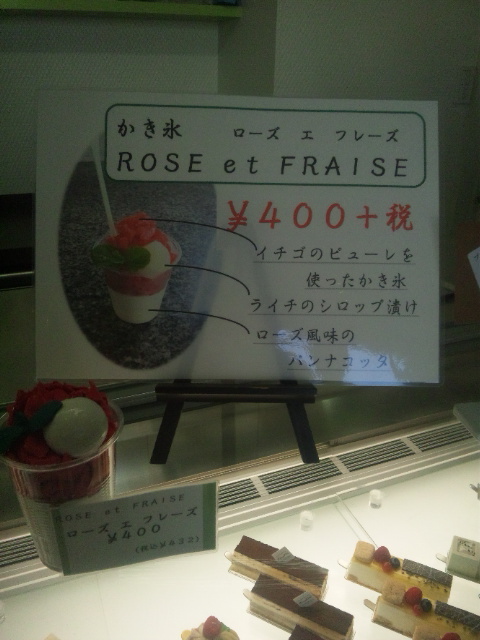 かき氷 ローズ エ フレーズ
ROSE et FRAISE
¥400+税
イチゴのピューレを
使ったかき氷
ライチのシロップ漬け
ローズ風味の
パンナコッタ
ROSE et FRAISE
ローズ エ フレーズ
¥400
(税込¥432)